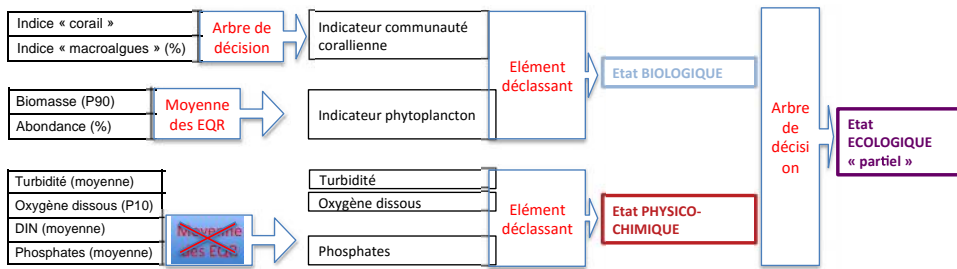 Indice « corail »
Indice « macroalgues » (%)
Arbre de
décision
Indicateur communauté
corallienne
Biomasse (P90)
Abondance (%)
Moyenne
des EQR
Indicateur phytoplancton
Elément
déclassant
Etat BIOLOGIQUE
Turbidité (moyenne)
Oxygène dissous (P10)
DIN (moyenne)
Phosphates (moyenne)
Moyenne
des EQR
Turbidité
Oxygène dissous
Phosphates
Elément
déclassant
Etat PHYSICO-
CHIMIQUE
Arbre
de
décisi
on
Etat
ECOLOGIQUE
« partiel »